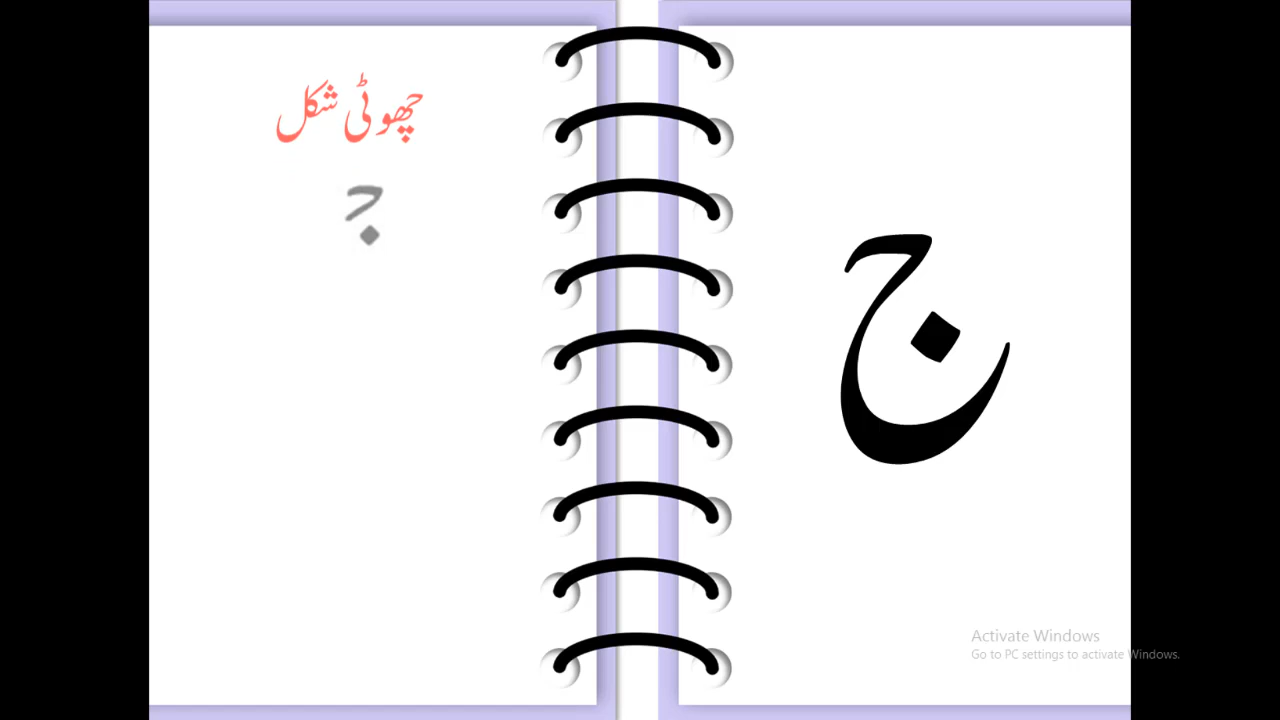 چھوٹی شکل
جـ
ج
Activate Windows
Go to PC settings to activate Windows.